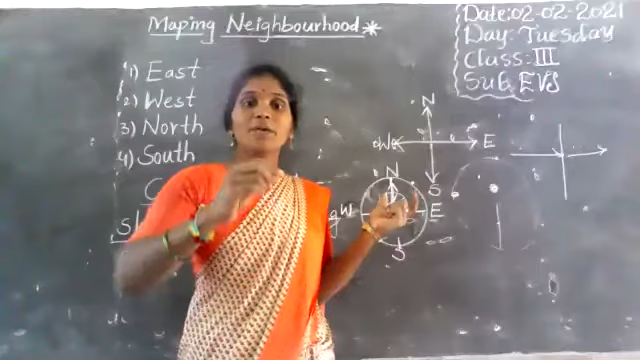 Maping Neighbourhood*
Date:02-02-2021
Day: Tuesday
Class: III
Sub: EVS
1) East
2) West
3) North
4) South
N
W E
S
N
W E
S